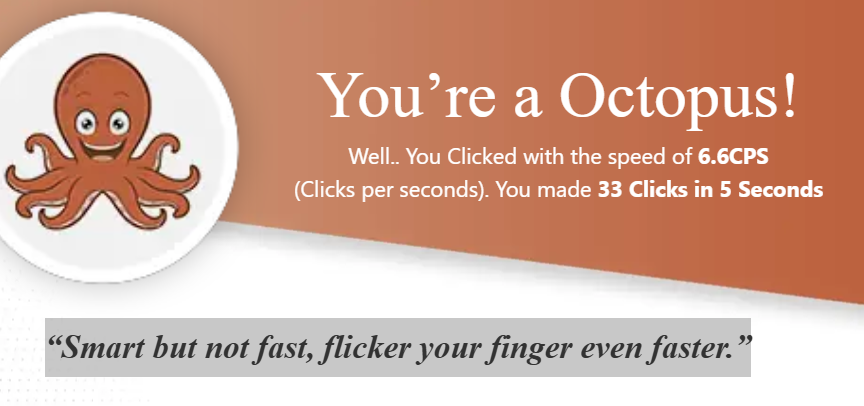 You’re a Octopus!
Well.. You Clicked with the speed of 6.6CPS
(Clicks per seconds). You made 33 Clicks in 5 Seconds
“Smart but not fast, flicker your finger even faster.”